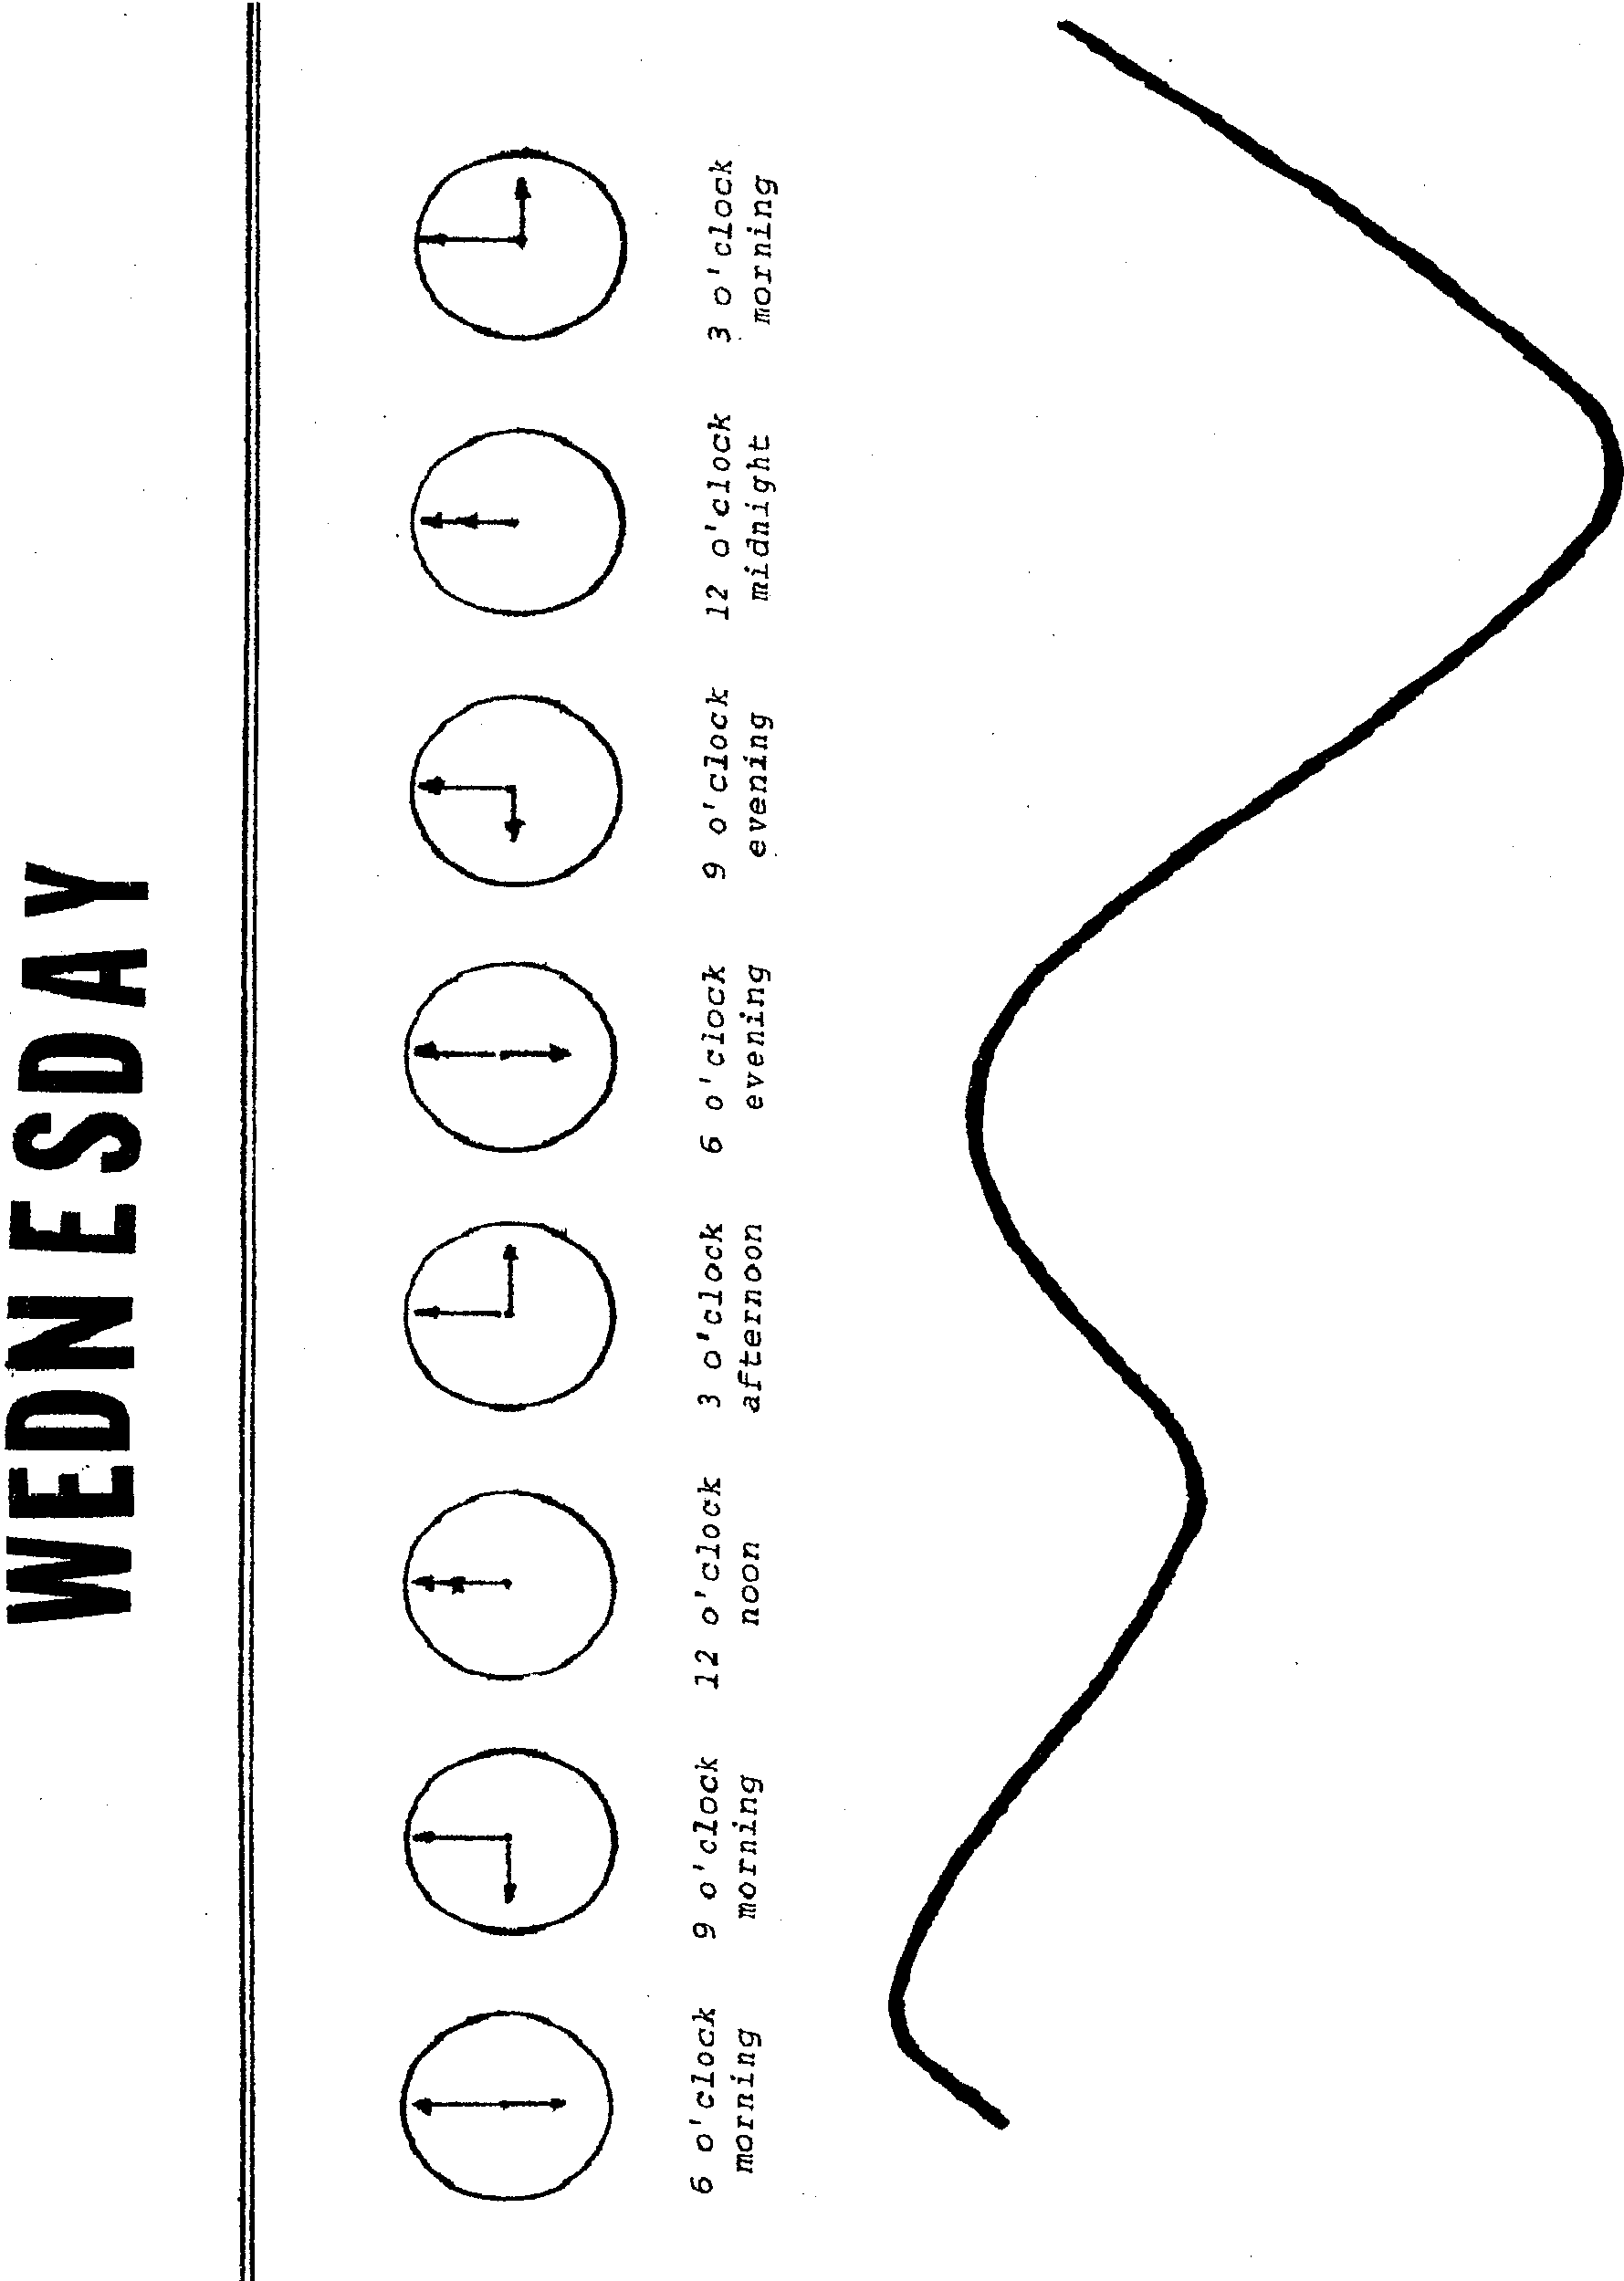 WEDNESDAY
6 o'clock
morning
9 o'clock
morning
12 o'clock
noon
3 o'clock
afternoon
6 o'clock
evening
9 o'clock
evening
12 o'clock
midnight
3 o'clock
morning